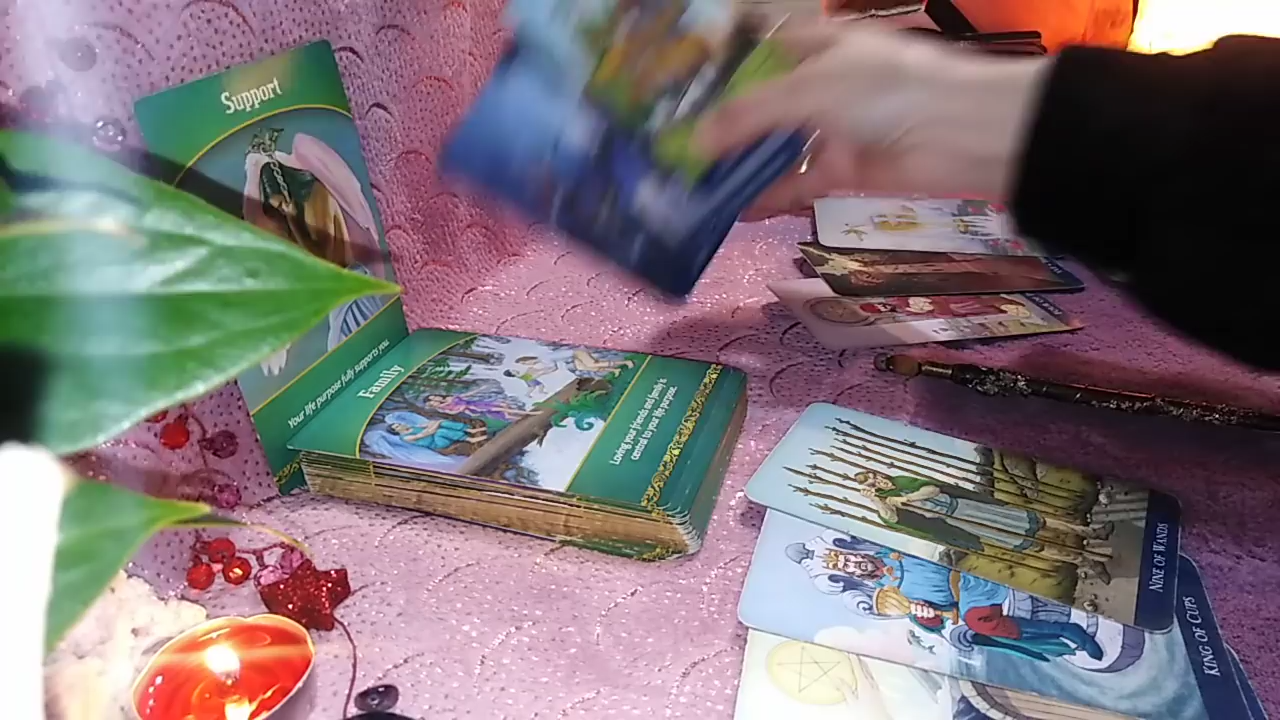 Support
Your life purpose fully supports you.
Family
Loving your friends and family is
central to your life purpose.
NINE OF WANDS
KING OF CUPS